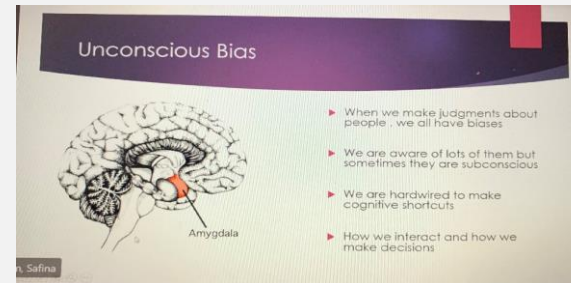 Unconscious Bias
When we make judgments about
people , we all have biases
We are aware of lots of them but
sometimes they are subconscious
We are hardwired to make
cognitive shortcuts
How we interact and how we
make decisions
Amygdala
n, Safina